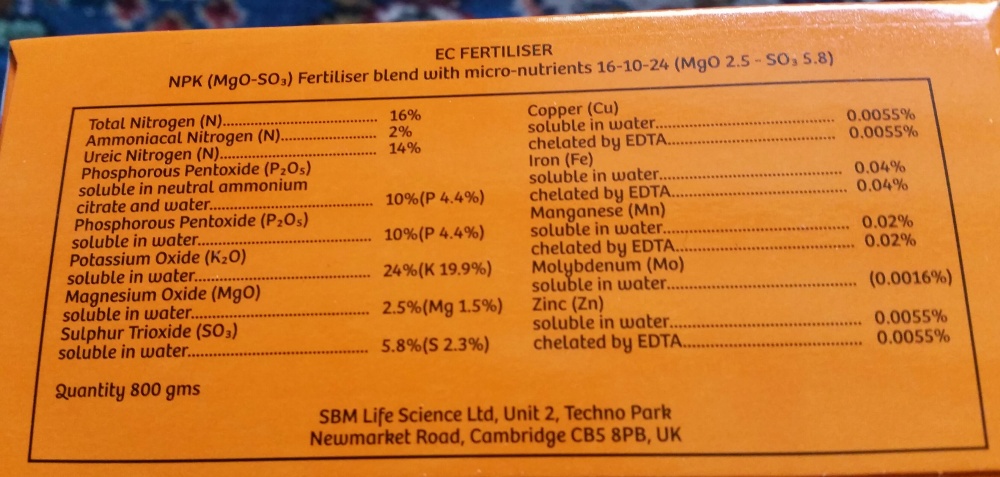 EC FERTILISER
NPK (MgO-SO₃) Fertiliser blend with micro-nutrients 16-10-24 (MgO 2.5 - SO₃ 5.8)
Total Nitrogen (N)........................................ 16%
Ammoniacal Nitrogen (N)........................ 2%
Ureic Nitrogen (N)........................................ 14%
Phosphorous Pentoxide (P₂O₅)
soluble in neutral ammonium
citrate and water........................................ 10%(P 4.4%)
Phosphorous Pentoxide (P₂O₅)
soluble in water........................................ 10%(P 4.4%)
Potassium Oxide (K₂O)
soluble in water........................................ 24%(K 19.9%)
Magnesium Oxide (MgO)
soluble in water........................................ 2.5%(Mg 1.5%)
Sulphur Trioxide (SO₃)
soluble in water........................................ 5.8%(S 2.3%)
Quantity 800 gms
Copper (Cu)
soluble in water........................................ 0.0055%
chelated by EDTA........................................ 0.0055%
Iron (Fe)
soluble in water........................................ 0.04%
chelated by EDTA........................................ 0.04%
Manganese (Mn)
soluble in water........................................ 0.02%
chelated by EDTA........................................ 0.02%
Molybdenum (Mo)
soluble in water........................................ (0.0016%)
Zinc (Zn)
soluble in water........................................ 0.0055%
chelated by EDTA........................................ 0.0055%
SBM Life Science Ltd, Unit 2, Techno Park
Newmarket Road, Cambridge CB5 8PB, UK